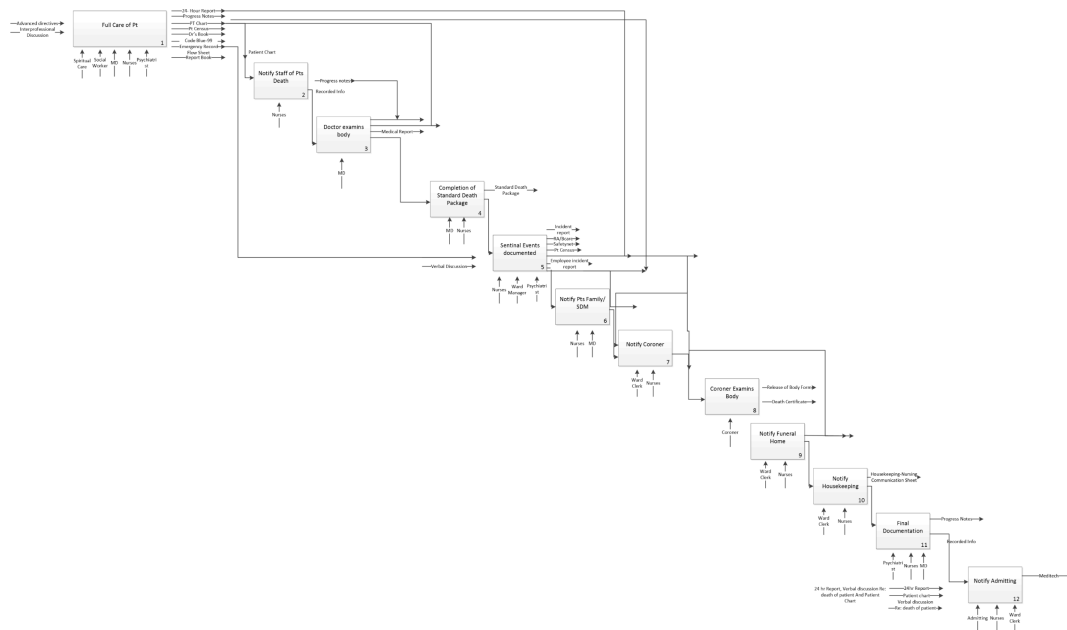 Advanced directives
Interprofessional
Discussion
Full Care of Pt
1
Spiritual
Care
Social
Worker
MD
Nurses
Psychiatri
st
24- Hour Report
Progress Notes
PT Chart
Pt Census
Dr's Book
Code Blue-99
Emergency Record
Flow Sheet
Report Book
Patient Chart
Notify Staff of Pts
Death
2
Nurses
Progress notes
Recorded Info
Doctor examins
body
3
MD
Medical Report
Completion of
Standard Death
Package
4
MD
Nurses
Standard Death
Package
Sentinal Events
documented
5
Verbal Discussion
Nurses
Ward
Manager
Psychiatri
st
Incident
report
Safetynet
Pt Census
Employee incident
report
Notify Pts Family/
SDM
6
Nurses
MD
Notify Coroner
7
Ward
Clerk
Nurses
Coroner Examins
Body
8
Coroner
Release of Body Form
Death Certificate
Notify Funeral
Home
9
Ward
Clerk
Nurses
Notify
Housekeeping
10
Ward
Clerk
Nurses
Housekeeping-Nursing
Communication Sheet
Final
Documentation
11
Psychiatri
st
Nurses
MD
Progress Notes
Recorded Info
24 hr Report, Verbal discussion Re:
death of patient And Patient
Chart
24hr Report
Patient chart
Verbal discussion
Re: death of patient
Notify Admitting
12
Admitting
Nurses
Ward
Clerk
Meditech